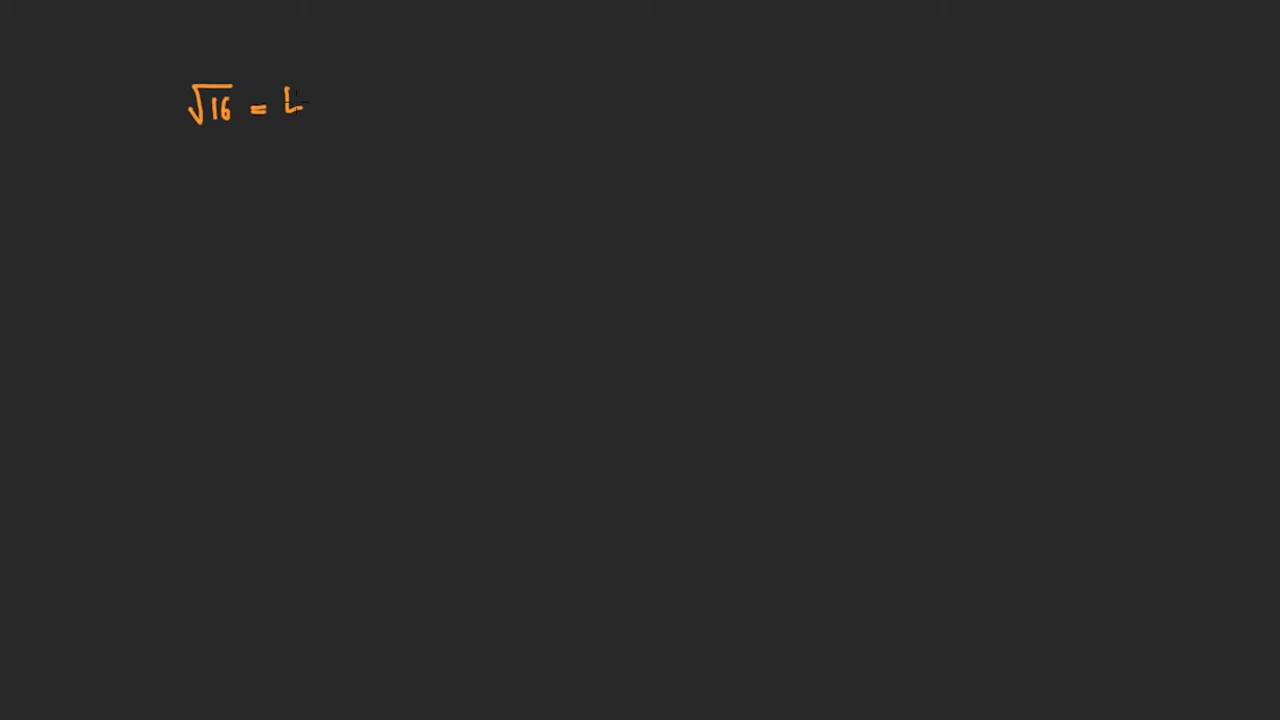 √16 = L